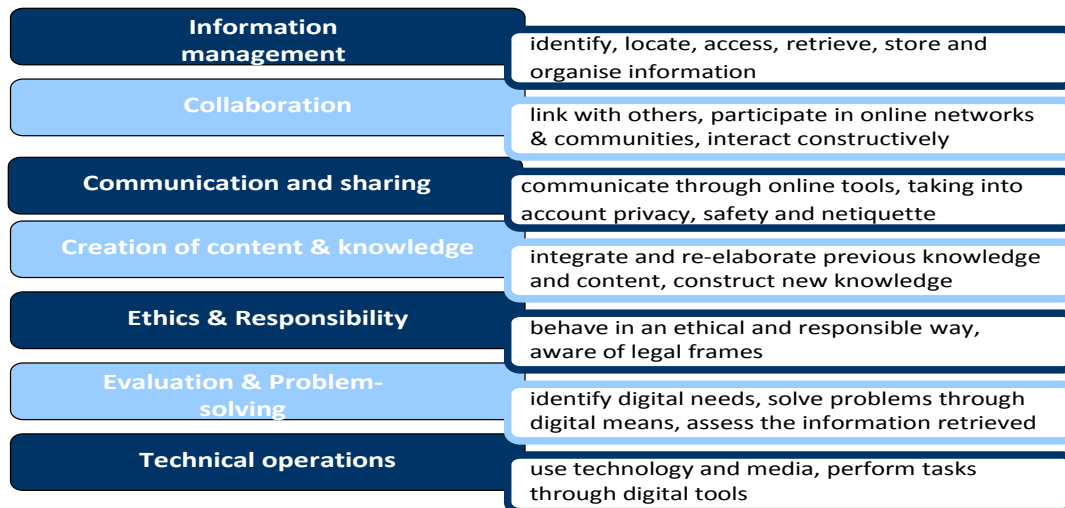 Information
management
identify, locate, access, retrieve, store and
organise information
Collaboration
link with others, participate in online networks
& communities, interact constructively
Communication and sharing
communicate through online tools, taking into
account privacy, safety and netiquette
Creation of content & knowledge
integrate and re-elaborate previous knowledge
and content, construct new knowledge
Ethics & Responsibility
behave in an ethical and responsible way,
aware of legal frames
Evaluation & Problem-
solving
identify digital needs, solve problems through
digital means, assess the information retrieved
Technical operations
use technology and media, perform tasks
through digital tools